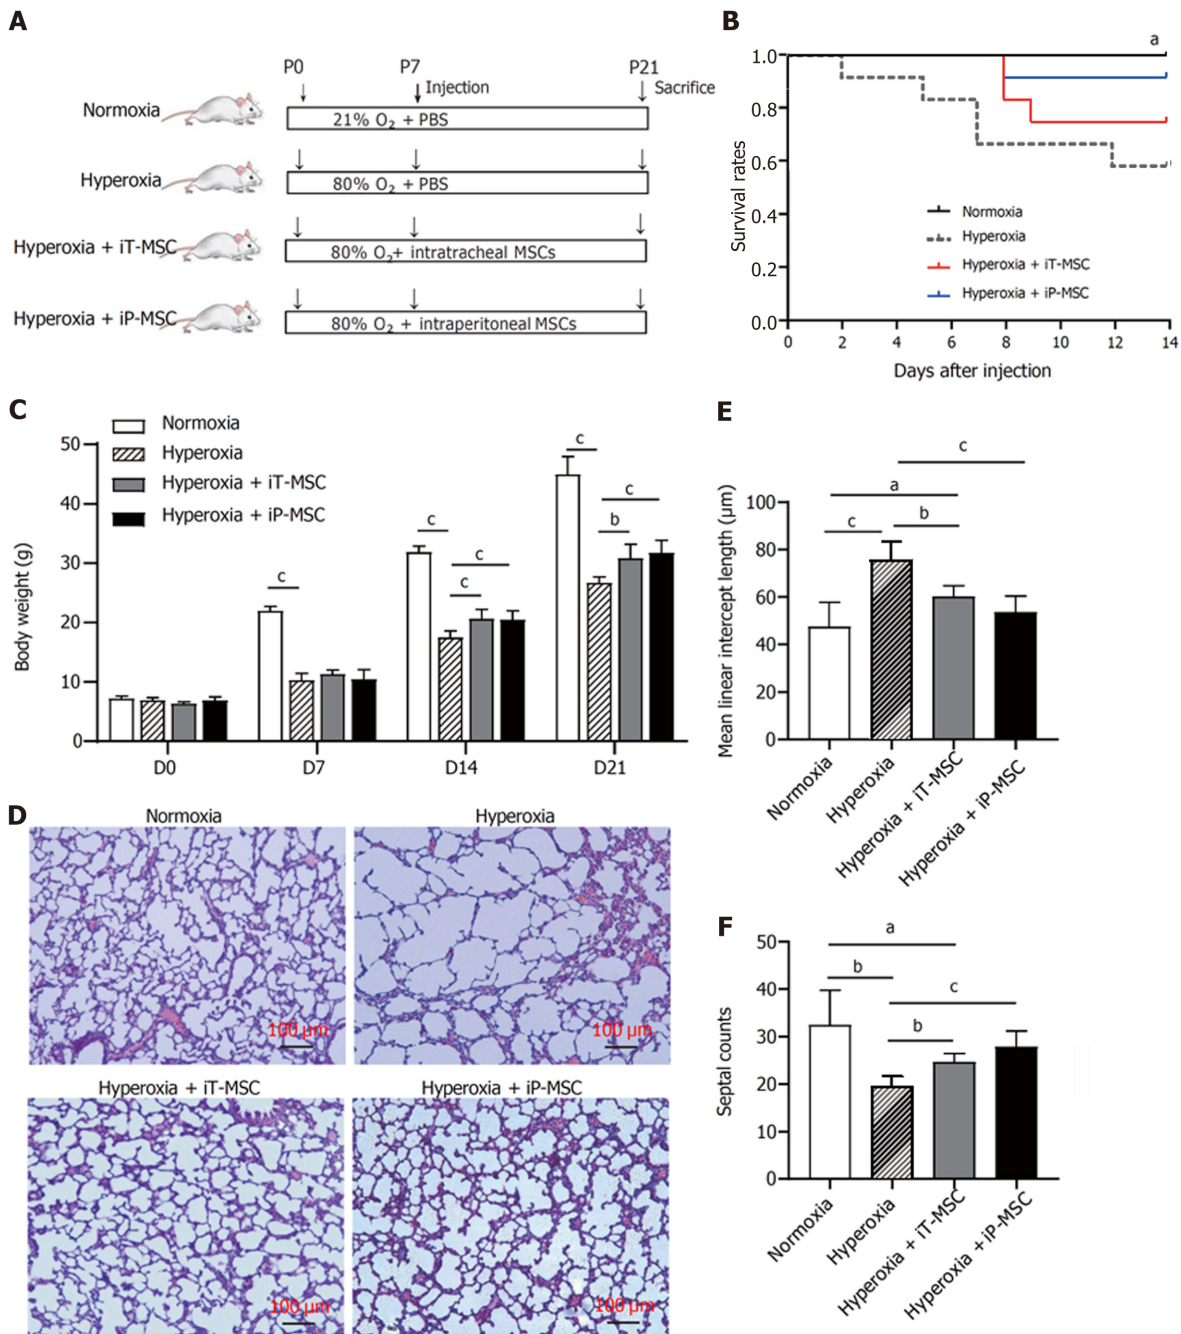 A
P0 P7 P21
Injection Sacrifice
Normoxia
21% O₂ + PBS
Hyperoxia
80% O₂ + PBS
Hyperoxia + iT-MSC
80% O₂+ intratracheal MSCs
Hyperoxia + iP-MSC
80% O₂ + intraperitoneal MSCs
B
a
1.0
0.8
0.6
0.4
0.2
0.0
Survival rates
Normoxia
Hyperoxia
Hyperoxia + iT-MSC
Hyperoxia + iP-MSC
0 2 4 6 8 10 12 14
Days after injection
C
Normoxia
Hyperoxia
Hyperoxia + iT-MSC
Hyperoxia + iP-MSC
50
40
30
20
10
0
Body weight (g)
c
c
c
c
c
c
b
D0 D7 D14 D21
E
c
a
c b
100
80
60
40
20
0
Mean linear intercept length (μm)
Normoxia
Hyperoxia
Hyperoxia + iT-MSC
Hyperoxia + iP-MSC
D
Normoxia
100 μm
Hyperoxia
100 μm
Hyperoxia + iT-MSC
100 μm
Hyperoxia + iP-MSC
100 μm
F
a
b
c
b
50
40
30
20
10
0
Septal counts
Normoxia
Hyperoxia
Hyperoxia + iT-MSC
Hyperoxia + iP-MSC